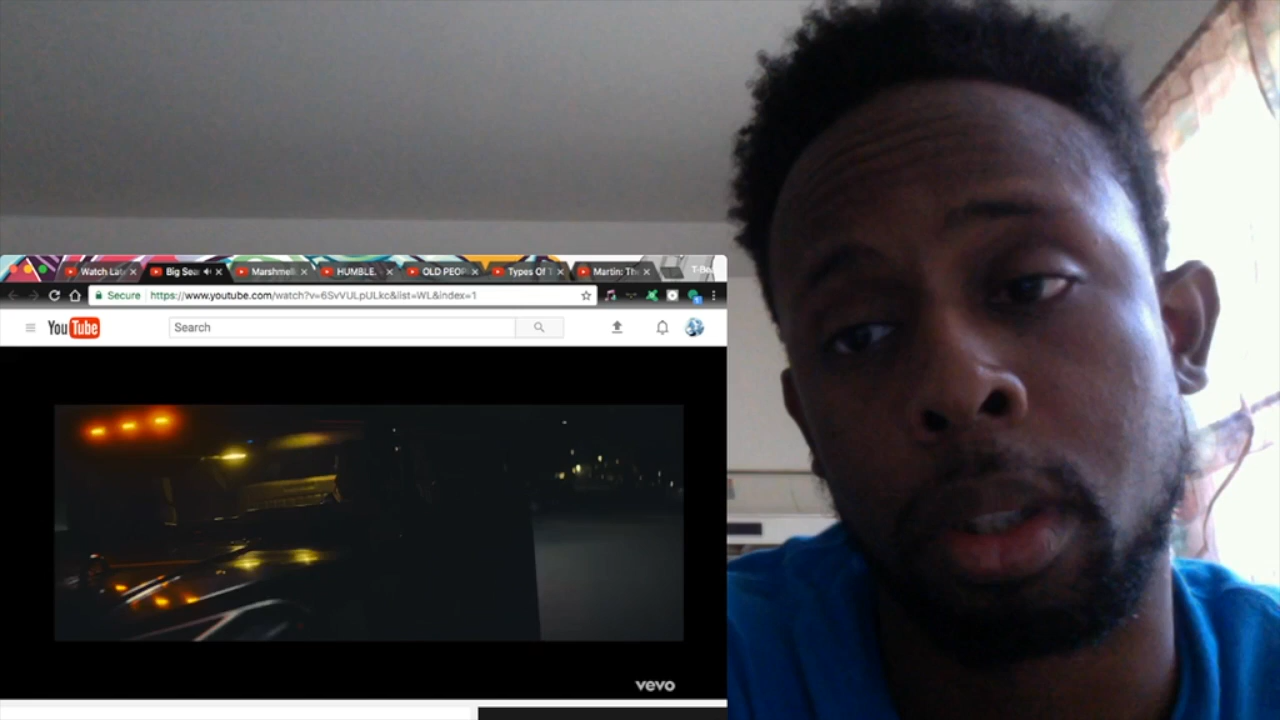 Watch Lat
Big Sea
Marshmell
HUMBLE.
OLD PEOP
Types Of T
Martin: Th
T-Be
Secure https://www.youtube.com/watch?v=6SvVULpULkc&list=WL&index=1
YouTube
Search
vevo